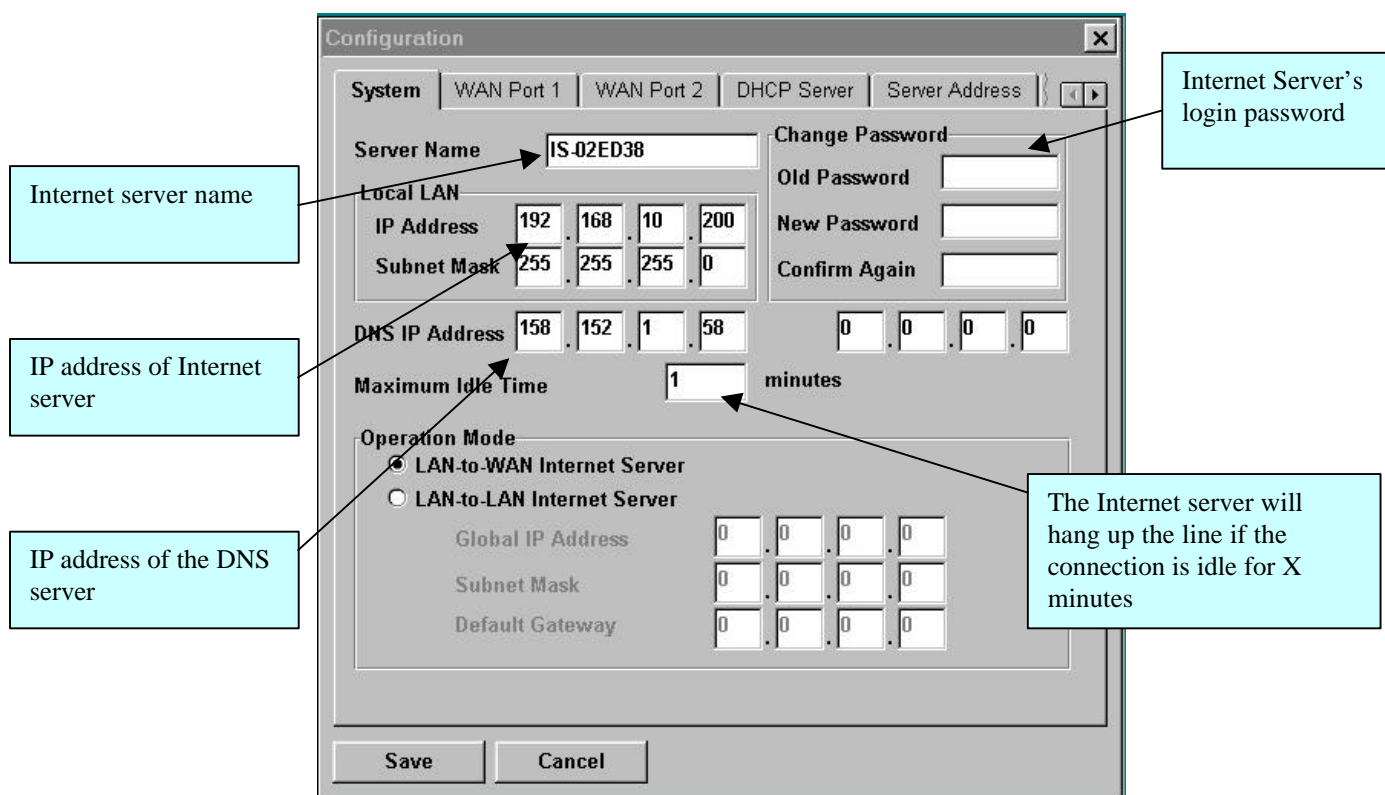 Configuration
System WAN Port 1 WAN Port 2 DHCP Server Server Address
Server Name IS-02ED38
Local LAN
IP Address 192 . 168 . 10 . 200
Subnet Mask 255 . 255 . 255 . 0
Change Password
Old Password
New Password
Confirm Again
DNS IP Address 158 . 152 . 1 . 58 0 . 0 . 0 . 0
Maximum Idle Time 1 minutes
Operation Mode
LAN-to-WAN Internet Server
LAN-to-LAN Internet Server
Global IP Address 0 . 0 . 0 . 0
Subnet Mask 0 . 0 . 0 . 0
Default Gateway 0 . 0 . 0 . 0
Save Cancel
Internet server name
IP address of Internet
server
IP address of the DNS
server
Internet Server’s
login password
The Internet server will
hang up the line if the
connection is idle for X
minutes